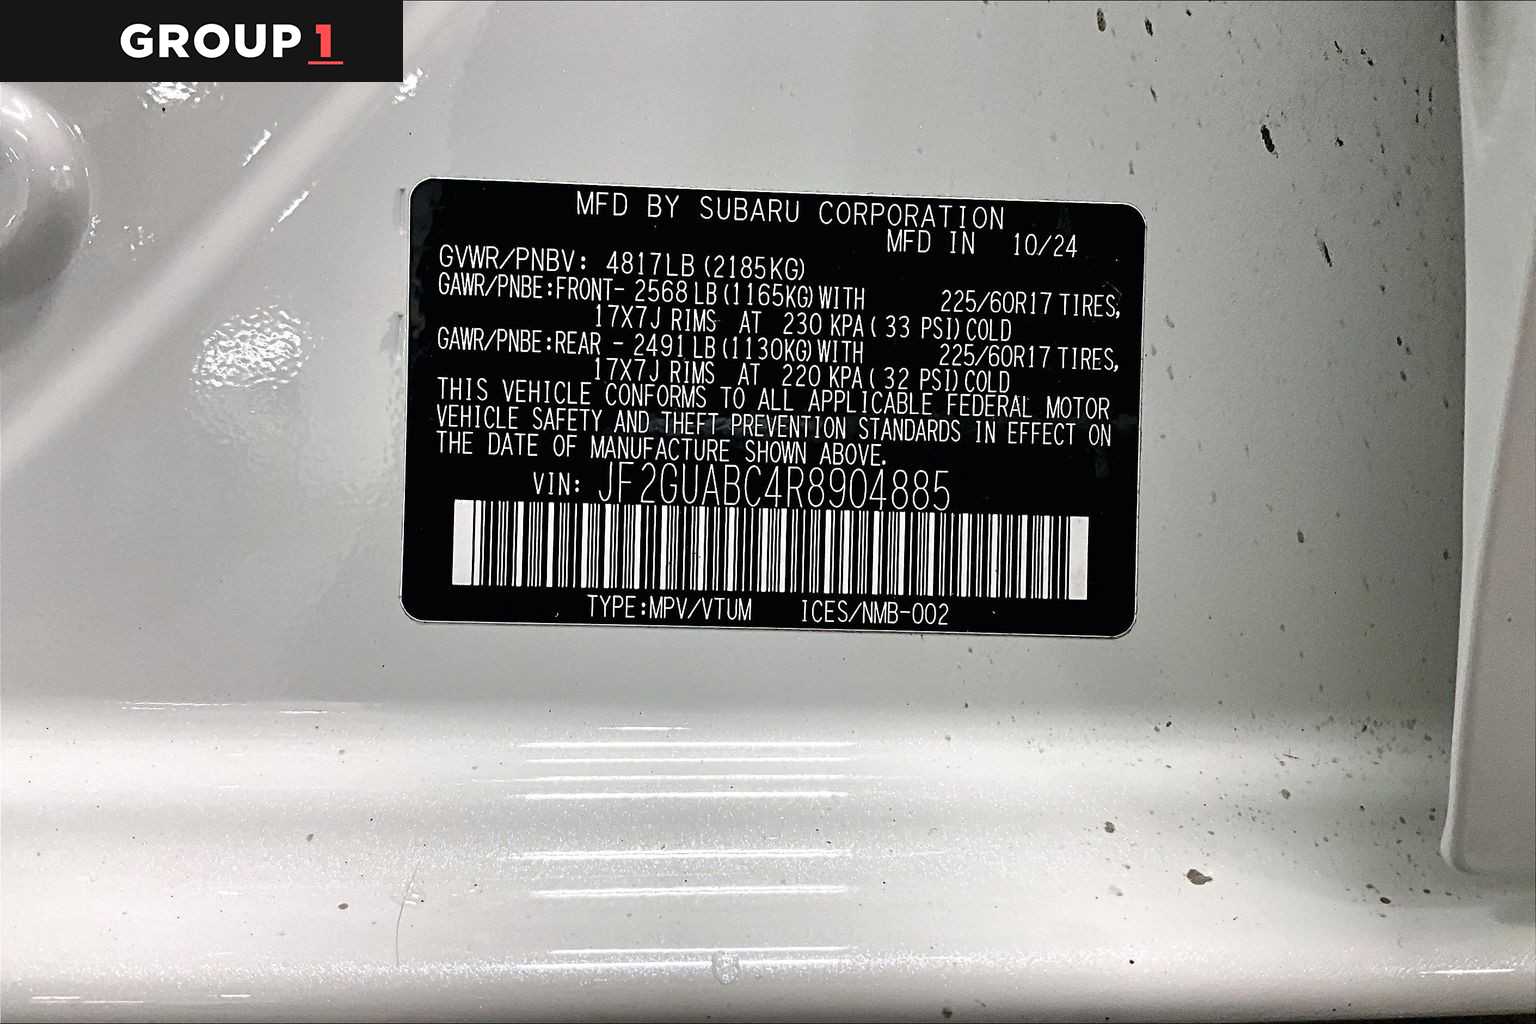 GROUP 1
MFD BY SUBARU CORPORATION
MFD IN 10/24
GVWR/PNBV: 4817LB (2185KG)
GAWR/PNBE:FRONT- 2568 LB (1165KG) WITH 225/60R17 TIRES,
17X7J RIMS AT 230 KPA ( 33 PSI) COLD
GAWR/PNBE:REAR - 2491 LB (1130KG) WITH 225/60R17 TIRES,
17X7J RIMS AT 220 KPA ( 32 PSI) COLD
THIS VEHICLE CONFORMS TO ALL APPLICABLE FEDERAL MOTOR
VEHICLE SAFETY AND THEFT PREVENTION STANDARDS IN EFFECT ON
THE DATE OF MANUFACTURE SHOWN ABOVE.
VIN: JF2GUABC4R8904885
TYPE:MPV/VTUM ICES/NMB-002